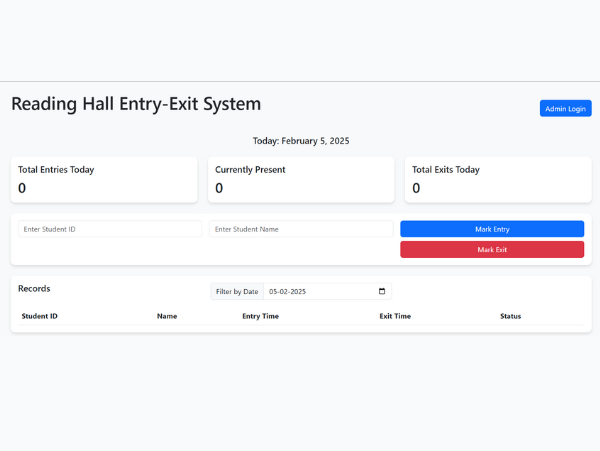 Reading Hall Entry-Exit System
Admin Login
Today: February 5, 2025
Total Entries Today
0
Currently Present
0
Total Exits Today
0
Enter Student ID
Enter Student Name
Mark Entry
Mark Exit
Records
Filter by Date
05-02-2025
Student ID Name Entry Time Exit Time Status